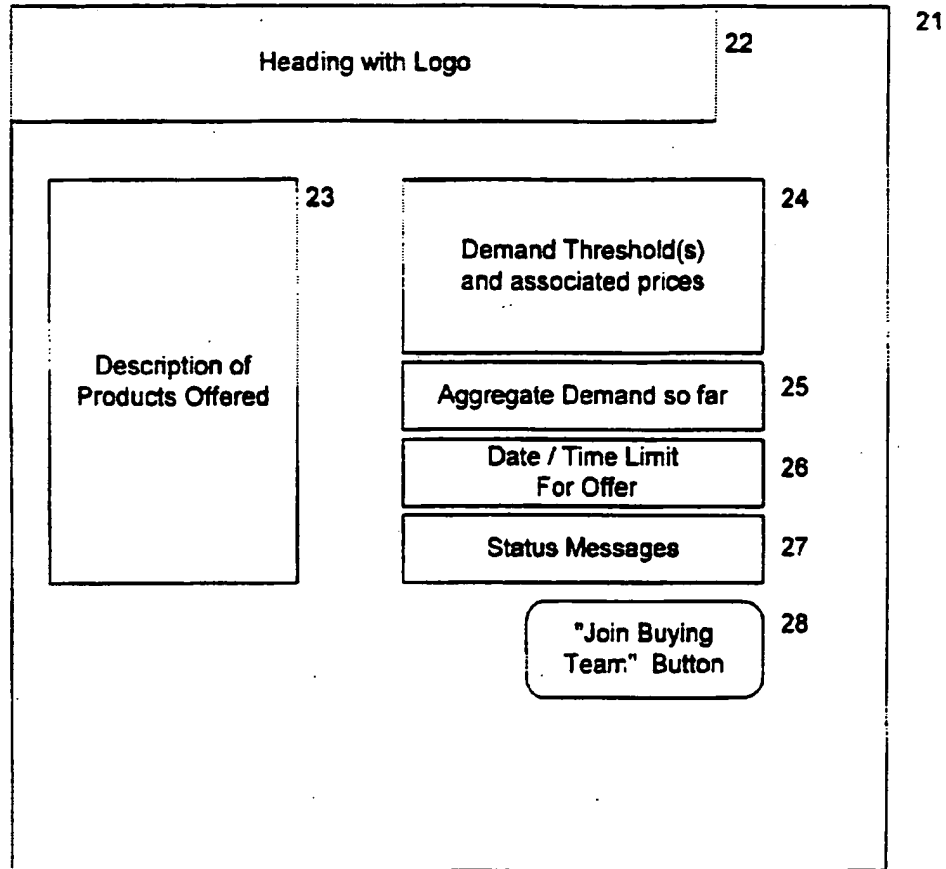 21
Heading with Logo
22
23
24
Demand Threshold(s)
and associated prices
Description of
Products Offered
Aggregate Demand so far
25
Date / Time Limit
For Offer
26
Status Messages
27
"Join Buying
Team" Button
28